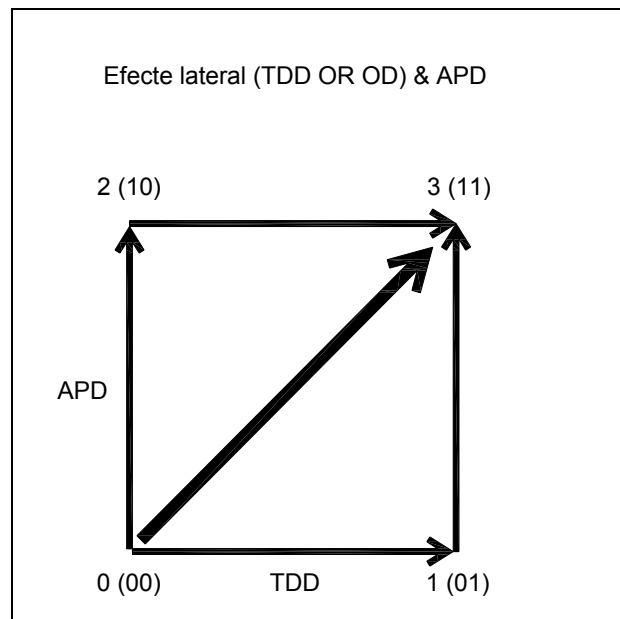 Efecte lateral (TDD OR OD) & APD
2 (10) 3 (11)
APD
0 (00) TDD 1 (01)